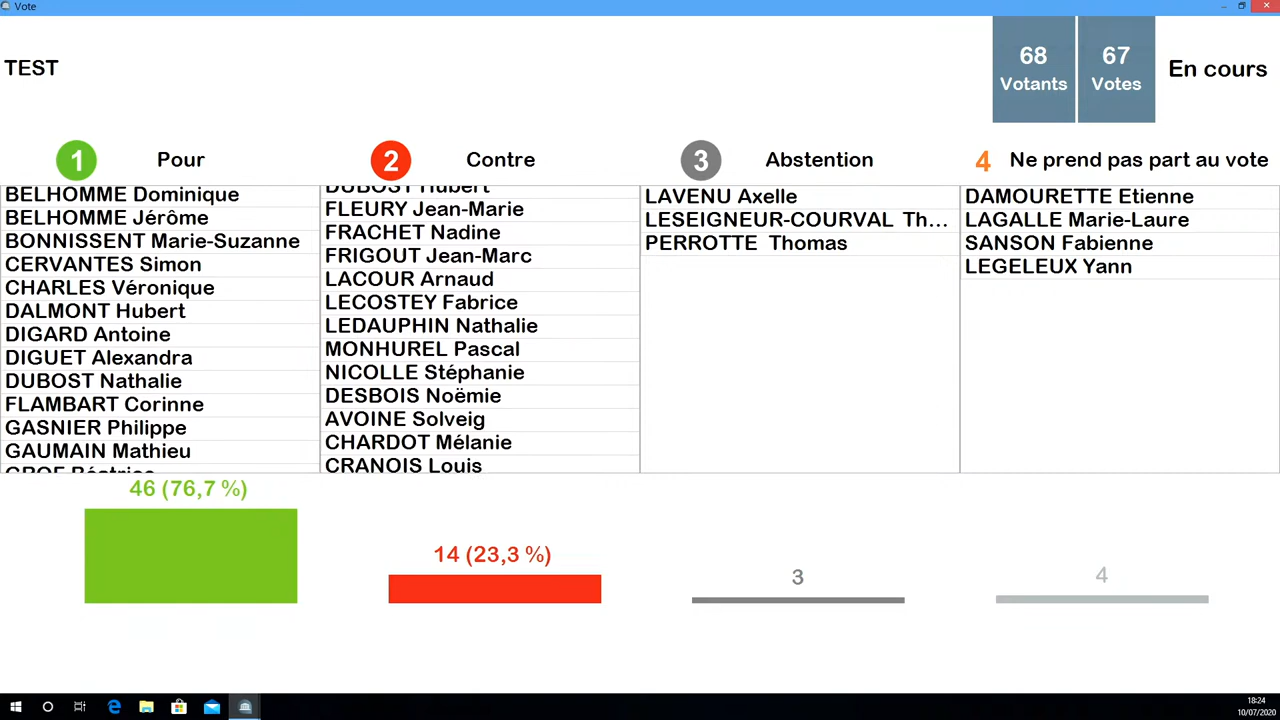 Vote
TEST
68
Votants
67
Votes
En cours
1 Pour
2 Contre
3 Abstention
4 Ne prend pas part au vote
BELHOMME Dominique
BELHOMME Jérôme
BONNISSENT Marie-Suzanne
CERVANTES Simon
CHARLES Véronique
DALMONT Hubert
DIGARD Antoine
DIGUET Alexandra
DUBOST Nathalie
FLAMBART Corinne
GASNIER Philippe
GAUMAIN Mathieu
GROF Béatrice
DUBOST Hubert
FLEURY Jean-Marie
FRACHET Nadine
FRIGOUT Jean-Marc
LACOUR Arnaud
LECOSTEY Fabrice
LEDAUPHIN Nathalie
MONHUREL Pascal
NICOLLE Stéphanie
DESBOIS Noëmie
AVOINE Solveig
CHARDOT Mélanie
CRANOIS Louis
LAVENU Axelle
LESEIGNEUR-COURVAL Th...
PERROTTE Thomas
DAMOURETTE Etienne
LAGALLE Marie-Laure
SANSON Fabienne
LEGELEUX Yann
46 (76,7 %)
14 (23,3 %)
3
4
18:24
10/07/2020